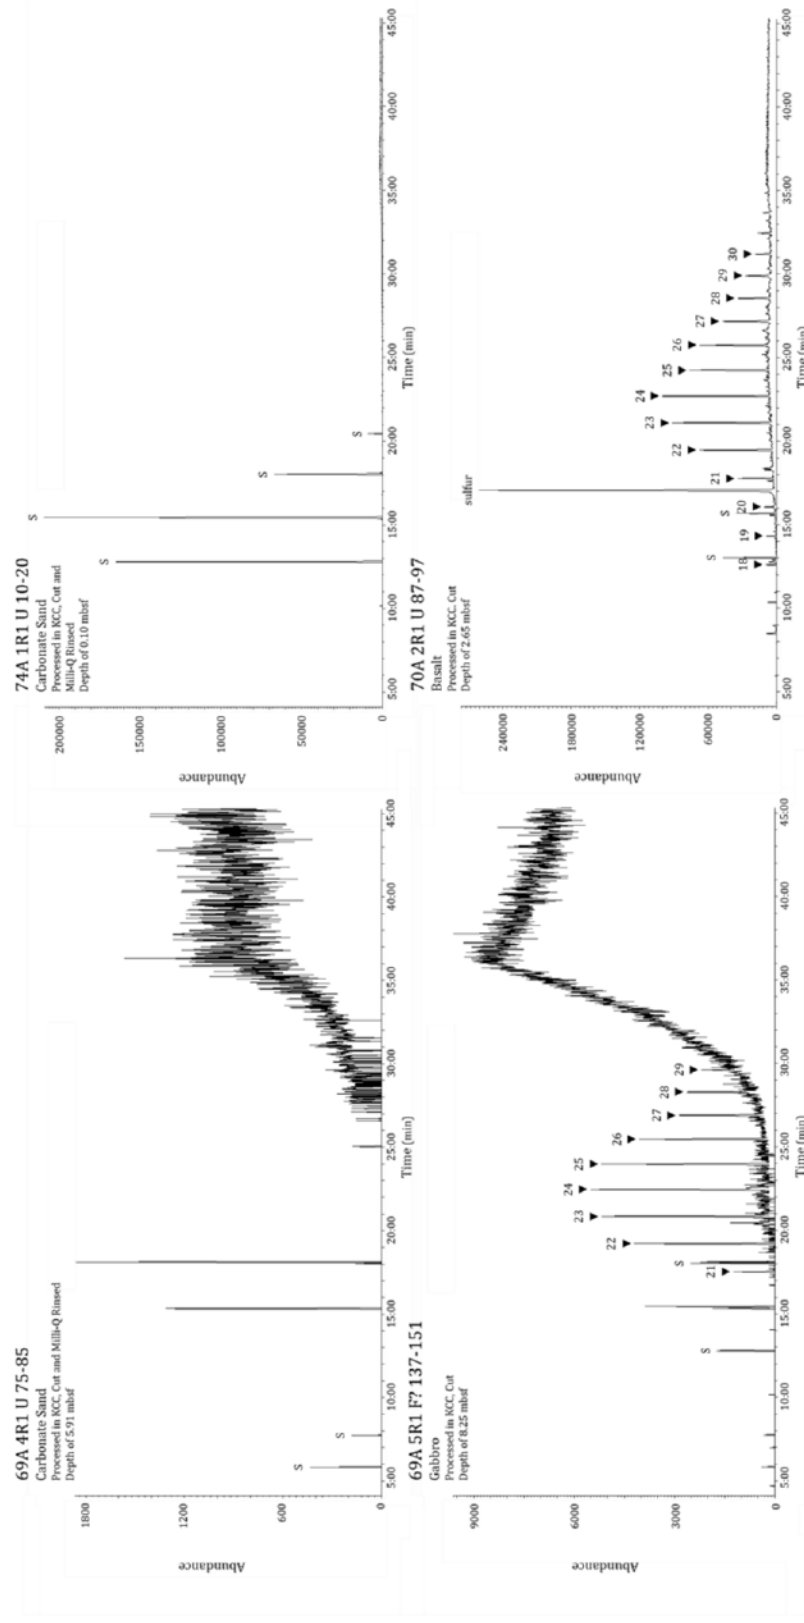 69A 4R1 U 75-85
Carbonate Sand
Processed in KCC, Cut and Milli-Q Rinsed
Depth of 5.91 mbsf
S
S
Abundance
1800
1200
600
0
5:00
10:00
15:00
20:00
25:00
30:00
35:00
40:00
45:00
Time (min)
74A 1R1 U 10-20
Carbonate Sand
Processed in KCC, Cut and
Milli-Q Rinsed
Depth of 0.10 mbsf
S
S
S
S
Abundance
200000
150000
100000
50000
0
5:00
10:00
15:00
20:00
25:00
30:00
35:00
40:00
45:00
Time (min)
69A 5R1 F? 137-151
Gabbro
Processed in KCC, Cut
Depth of 8.25 mbsf
S
21
S
22
23
24
25
26
27
28
29
Abundance
9000
6000
3000
0
5:00
10:00
15:00
20:00
25:00
30:00
35:00
40:00
45:00
Time (min)
70A 2R1 U 87-97
Basalt
Processed in KCC, Cut
Depth of 2.65 mbsf
18
S
19
S
20
sulfur
21
22
23
24
25
26
27
28
29
30
Abundance
240000
180000
120000
60000
0
5:00
10:00
15:00
20:00
25:00
30:00
35:00
40:00
45:00
Time (min)